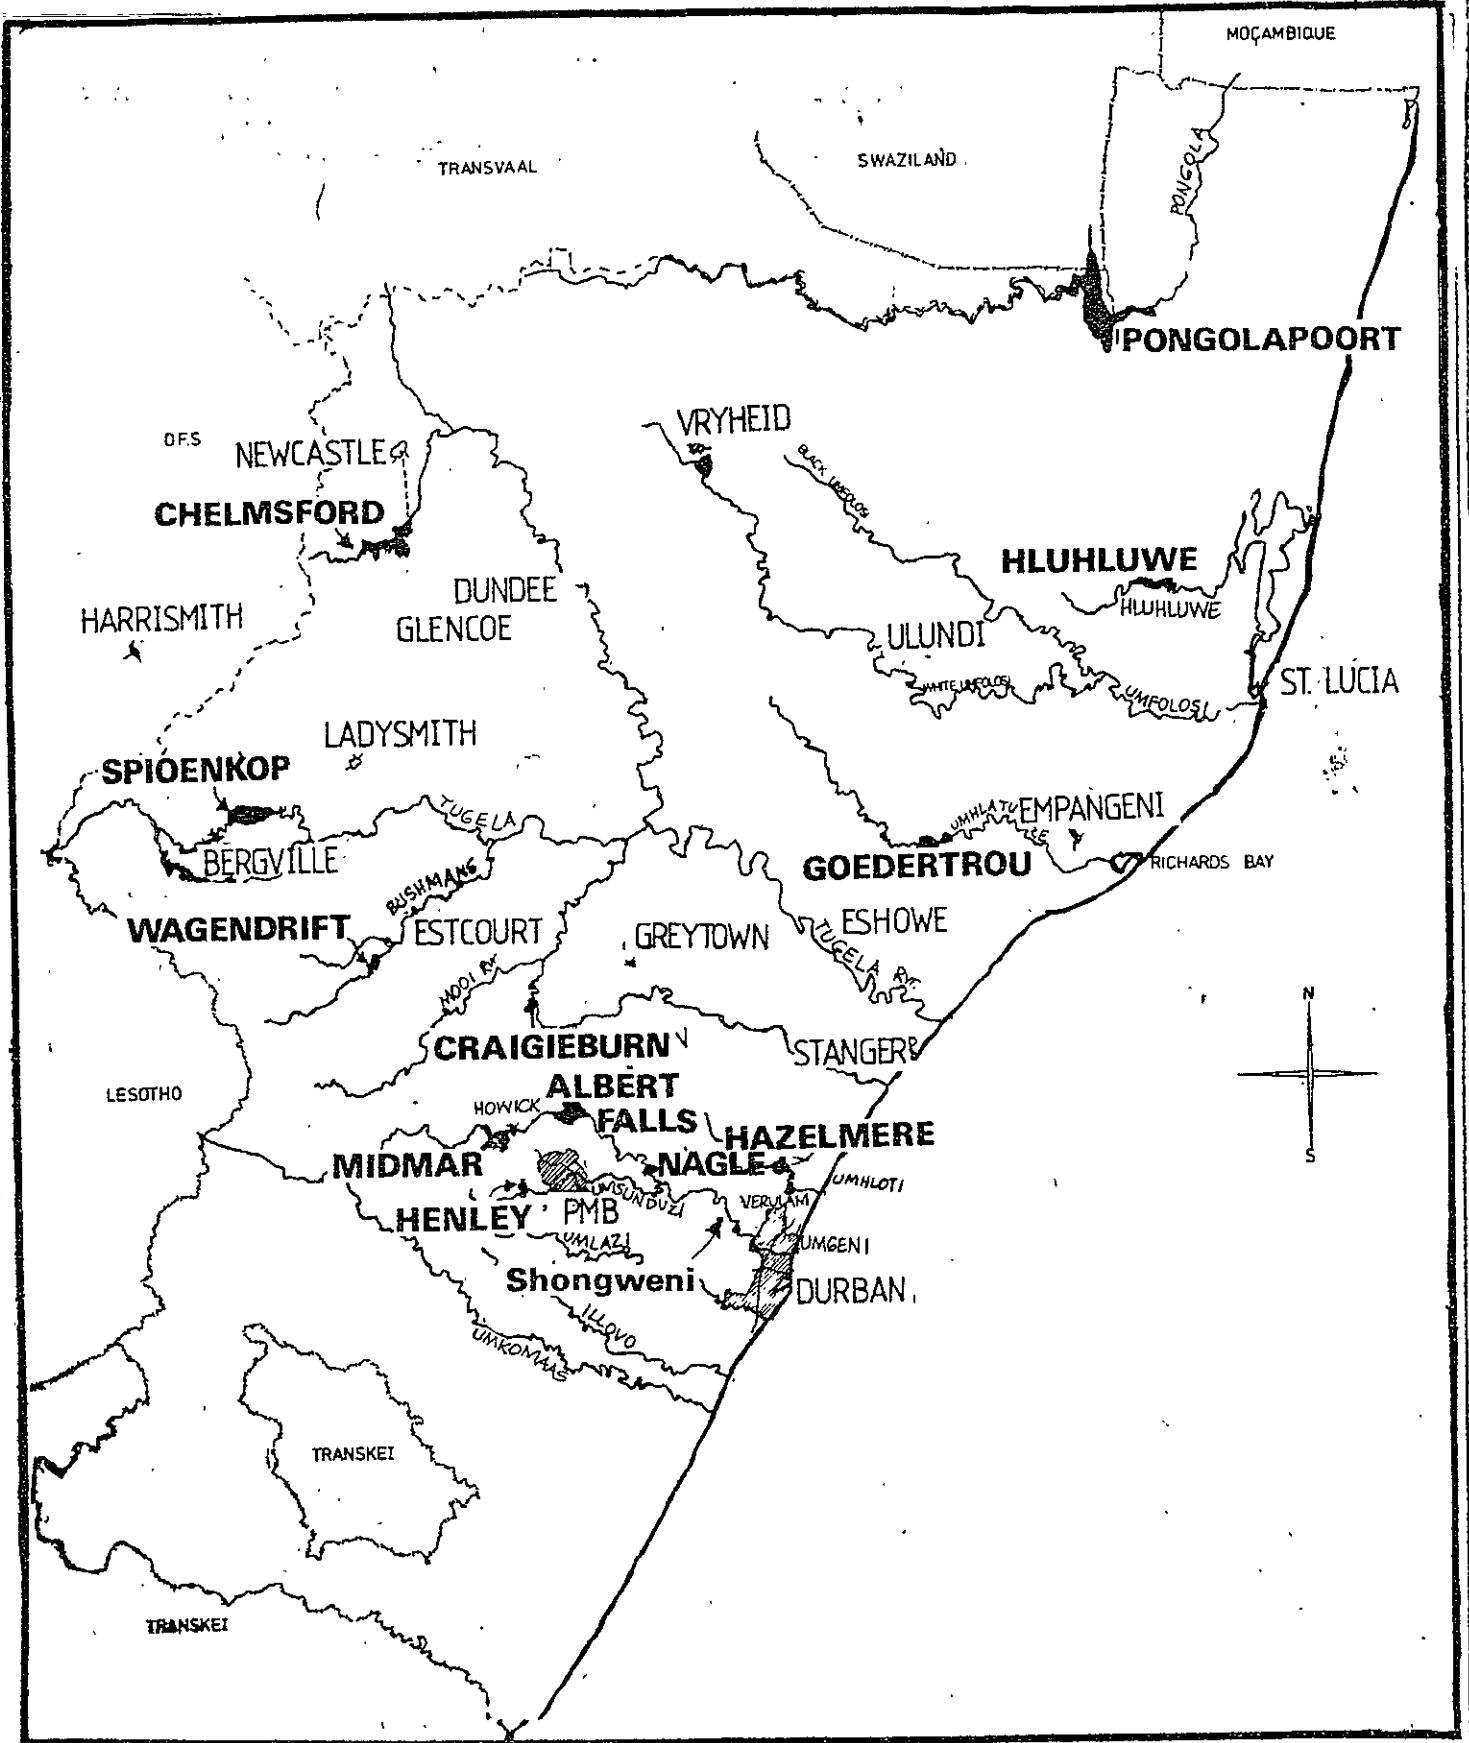 MOÇAMBIQUE
TRANSVAAL
SWAZILAND
PONGOLA
PONGOLAPOORT
O.F.S
NEWCASTLE
VRYHEID
BLACK UMFOLOSI
CHELMSFORD
HLUHLUWE
HLUHLUWE
DUNDEE
GLENCOE
HARRISMITH
ULUNDI
WHITE UMFOLOSI
UMFOLOSI
ST. LUCIA
LADYSMITH
SPIOENKOP
TUGELA
BERGVILLE
EMPANGENI
GOEDERTROU
RICHARDS BAY
BUSHMANS
WAGENDRIFT
ESTCOURT
GREYTOWN
ESHOWE
TUGELA Rvr.
MOOI Rvr
N
S
CRAIGIEBURN
STANGER
LESOTHO
ALBERT
FALLS
HOWICK
HAZELMERE
MIDMAR
NAGLE
UMHLOTI
UMSUNDUZI
VERULAM
HENLEY
PMB
UMLAZI
UMGENI
Shongweni
DURBAN
ILLOVO
UMKOMAAS
TRANSKEI
TRANSKEI